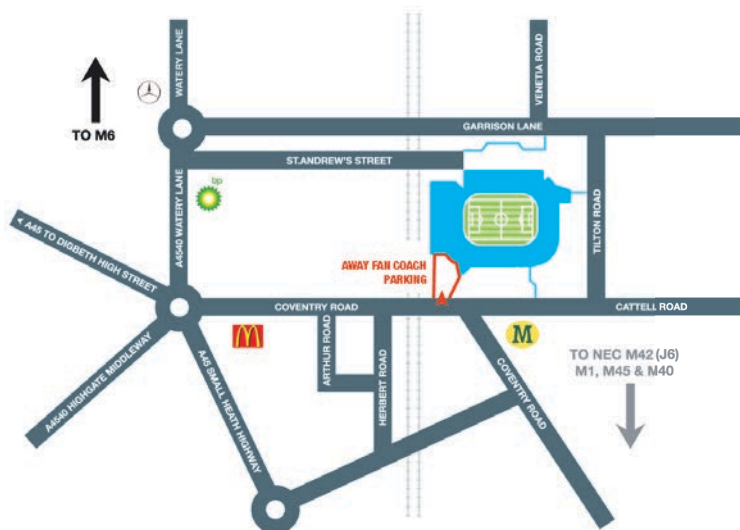 WATERY LANE
VENETIA ROAD
TO M6
GARRISON LANE
ST.ANDREW'S STREET
bp
A4540 WATERY LANE
TILTON ROAD
A45 TO DIGBETH HIGH STREET
AWAY FAN COACH
PARKING
COVENTRY ROAD
CATTELL ROAD
M
M
ARTHUR ROAD
HERBERT ROAD
A4540 HIGHGATE MIDDLEWAY
A45 SMALL HEATH HIGHWAY
COVENTRY ROAD
TO NEC M42 (J6)
M1, M45 & M40